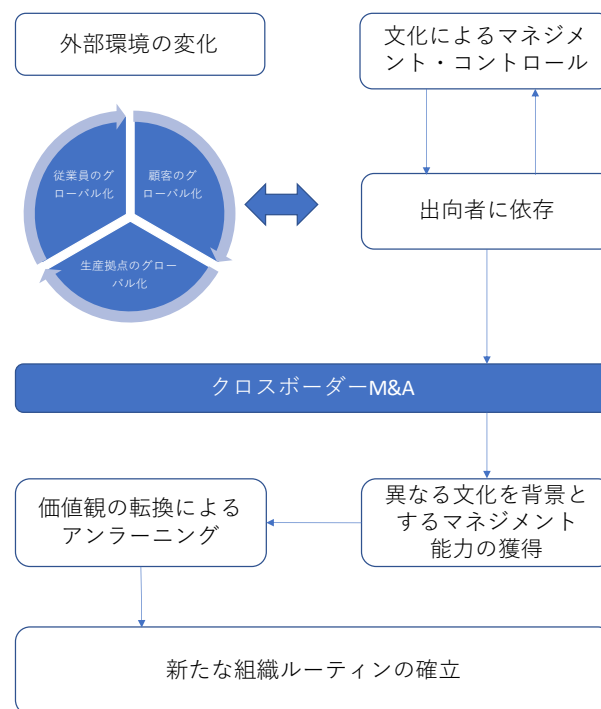 外部環境の変化
文化によるマネジメ
ント・コントロール
従業員のグ
ローバル化
顧客のグ
ローバル化
生産拠点のグロー
バル化
出向者に依存
クロスボーダーM&A
価値観の転換による
アンラーニング
異なる文化を背景と
するマネジメント
能力の獲得
新たな組織ルーティンの確立